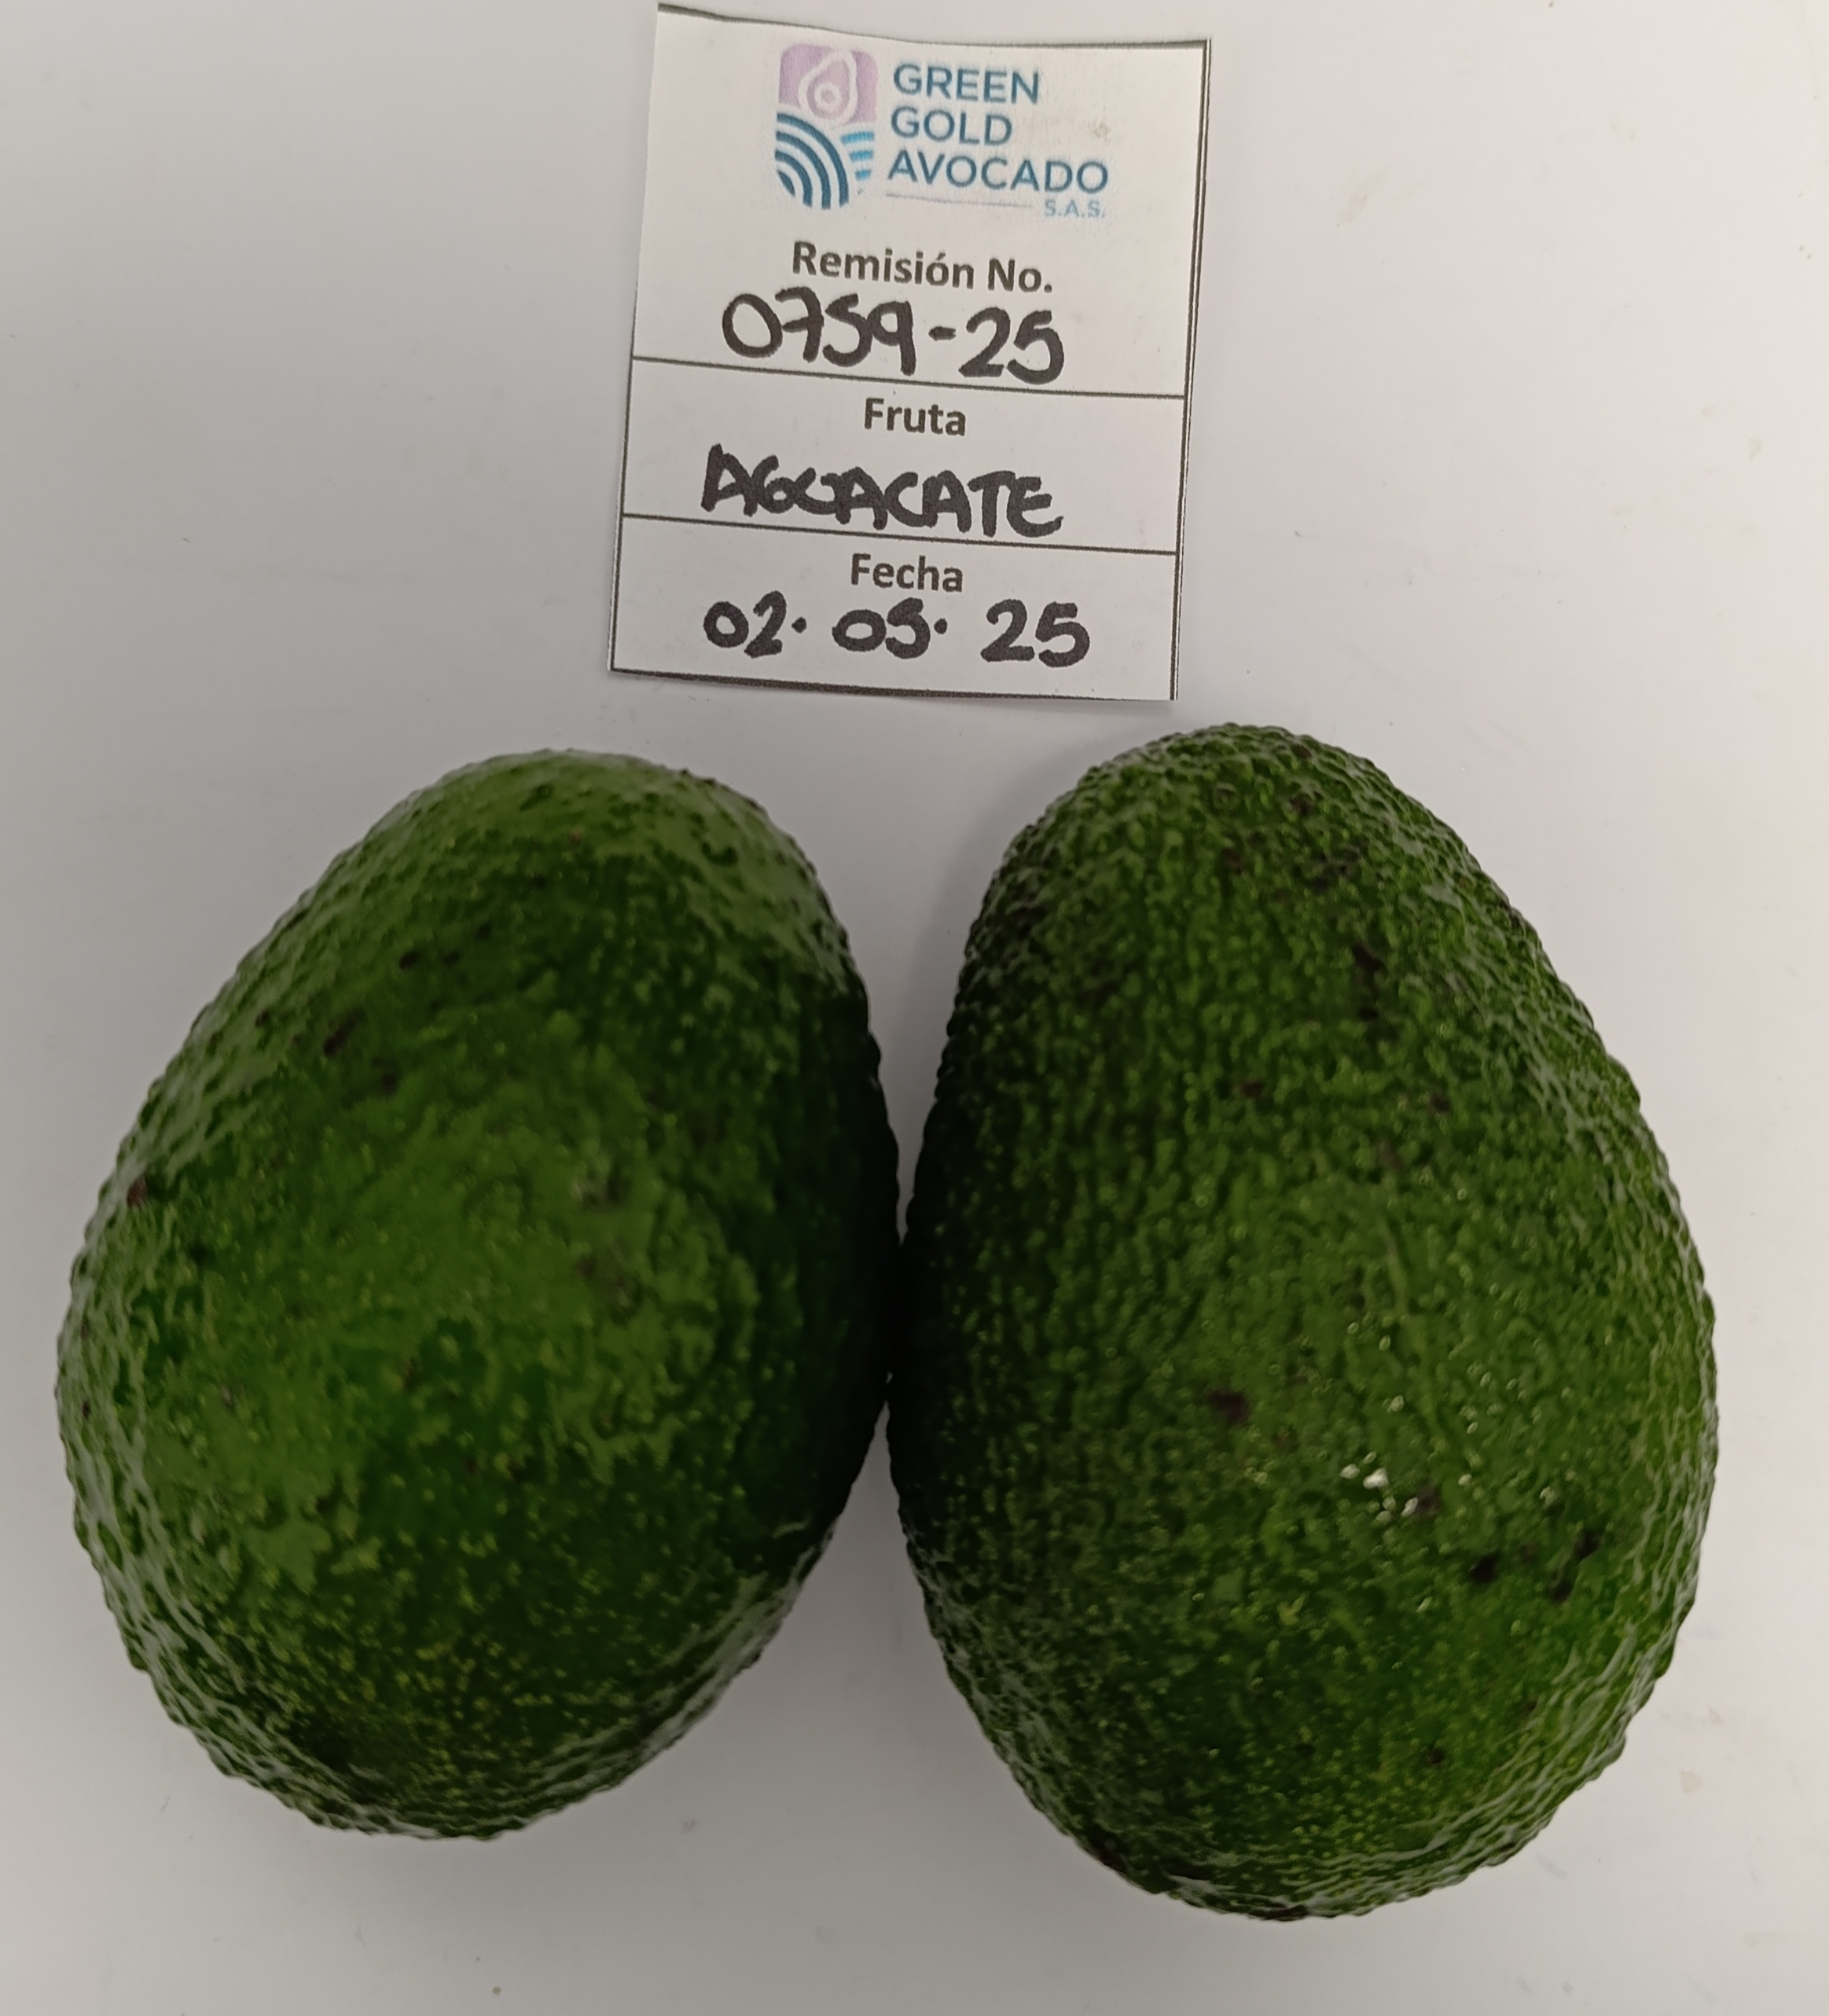 GREEN
GOLD
AVOCADO
S.A.S.
Remisión No.
0759-25
Fruta
AGUACATE
Fecha
02. 05. 25